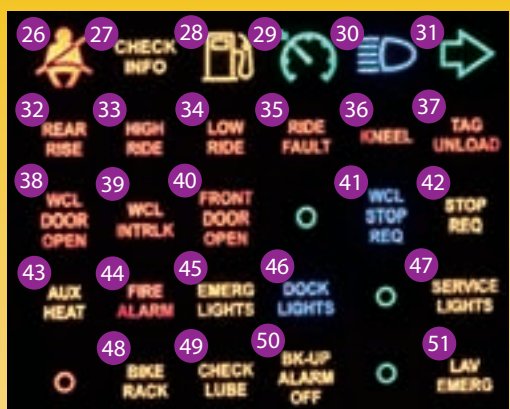 26 27 28 29 30 31
CHECK
INFO
32 33 34 35 36 37
REAR
RISE
HIGH
RIDE
LOW
RIDE
RIDE
FAULT
KNEEL
TAG
UNLOAD
38 39 40 41 42
WCL
DOOR
OPEN
WCL
INTRLK
FRONT
DOOR
OPEN
WCL
STOP
REQ
STOP
REQ
43 44 45 46 47
AUX
HEAT
FIRE
ALARM
EMERG
LIGHTS
DOCK
LIGHTS
SERVICE
LIGHTS
48 49 50 51
BIKE
RACK
CHECK
LUBE
BK-UP
ALARM
OFF
LAV
EMERG